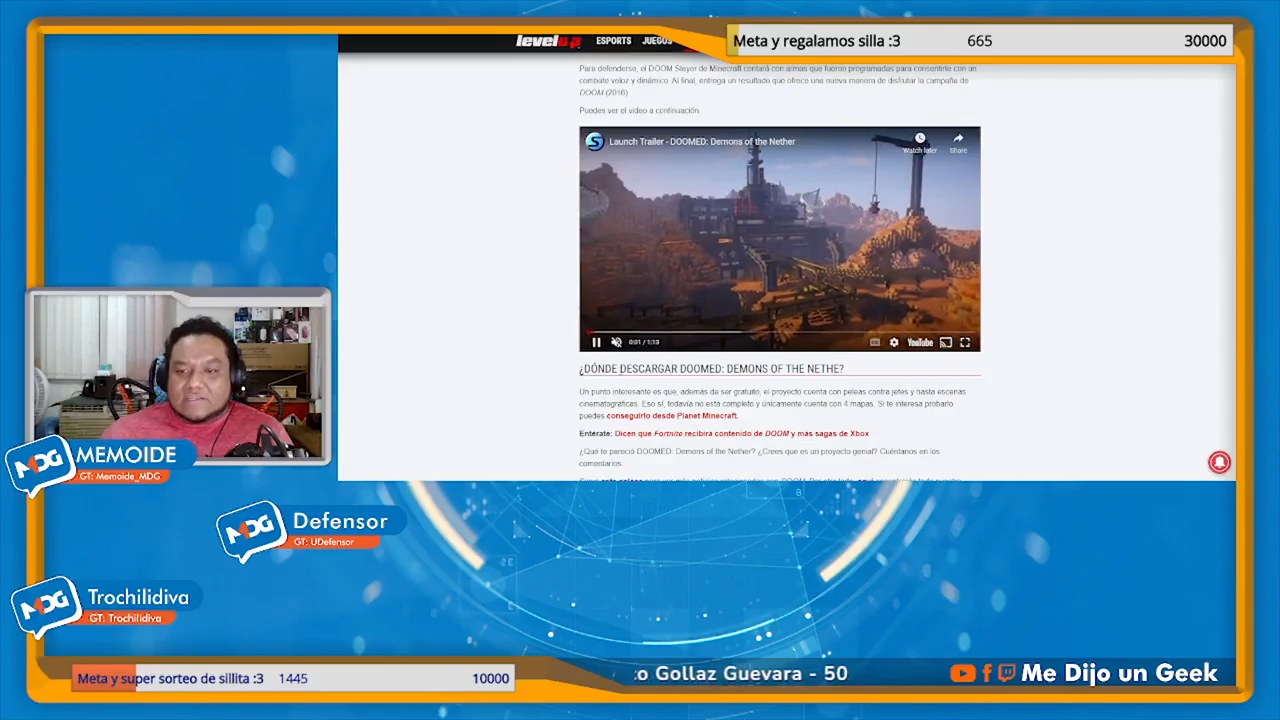 level up ESPORTS JUEGOS
Meta y regalamos silla :3 665 30000
Para defenderse, el DOOM Slayer de Minecraft contará con armas que fueron programadas para consentirte con un
combate veloz y dinámico. Al final, entrega un resultado que ofrece una nueva manera de disfrutar la campaña de
DOOM (2016)
Puedes ver el video a continuación
Launch Trailer - DOOMED: Demons of the Nether
Watch later
Share
0:01 / 1:13
YouTube
¿DÓNDE DESCARGAR DOOMED: DEMONS OF THE NETHE?
Un punto interesante es que, además de ser gratuito, el proyecto cuenta con peleas contra jefes y hasta escenas
cinematográficas. Eso sí, todavía no está completo y únicamente cuenta con 4 mapas. Si te interesa probarlo
puedes conseguirlo desde Planet Minecraft.
Entérate: Dicen que Fortnite recibirá contenido de DOOM y más sagas de Xbox
¿Qué te pareció DOOMED: Demons of the Nether? ¿Crees que es un proyecto genial? Cuéntanos en los
comentarios.
MDG MEMOIDE
GT: Memoide_MDG
MDG Defensor
GT: UDefensor
MDG Trochilidiva
GT: Trochilidiva
Meta y super sorteo de sillita :3 1445 10000
o Gollaz Guevara - 50
Me Dijo un Geek